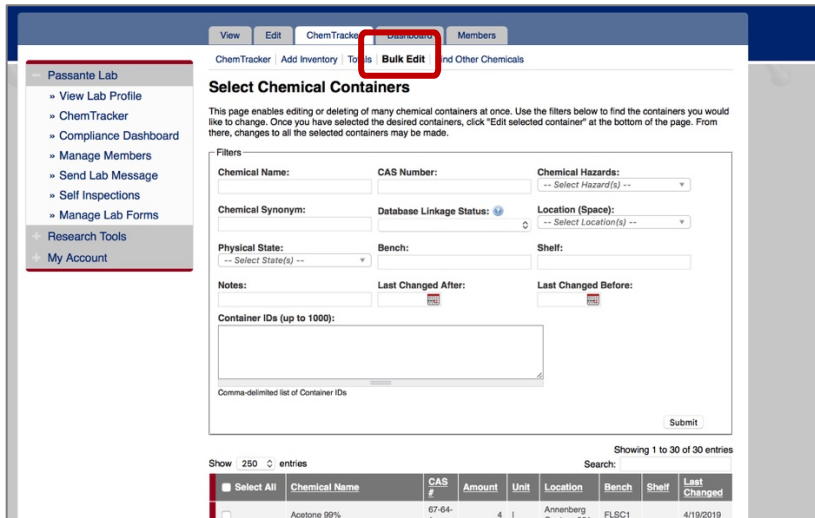 View Edit ChemTracker Dashboard Members
ChemTracker Add Inventory Totals Bulk Edit Find Other Chemicals
Passante Lab
» View Lab Profile
» ChemTracker
» Compliance Dashboard
» Manage Members
» Send Lab Message
» Self Inspections
» Manage Lab Forms
Research Tools
My Account
Select Chemical Containers
This page enables editing or deleting of many chemical containers at once. Use the filters below to find the containers you would
like to change. Once you have selected the desired containers, click "Edit selected container" at the bottom of the page. From
there, changes to all the selected containers may be made.
Filters
Chemical Name: CAS Number: Chemical Hazards:
-- Select Hazard(s) --
Chemical Synonym: Database Linkage Status: Location (Space):
-- Select Location(s) --
Physical State: Bench: Shelf:
-- Select State(s) --
Notes: Last Changed After: Last Changed Before:
Container IDs (up to 1000):
Comma-delimited list of Container IDs
Submit
Showing 1 to 30 of 30 entries
Show 250 entries Search:
Select All Chemical Name CAS # Amount Unit Location Bench Shelf Last Changed
Acetone 99% 67-64- 4 L Annenberg FLSC1 4/19/2019